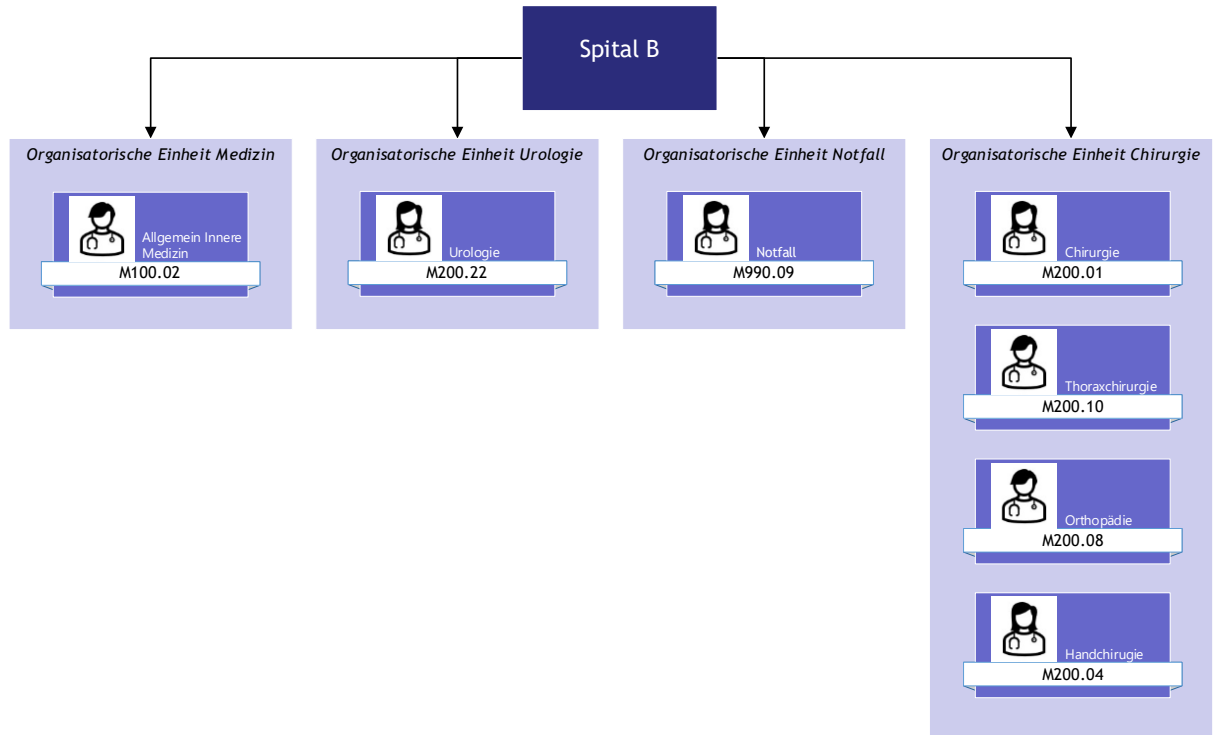 Spital B
Organisatorische Einheit Medizin
Allgemein Innere
Medizin
M100.02
Organisatorische Einheit Urologie
Urologie
M200.22
Organisatorische Einheit Notfall
Notfall
M990.09
Organisatorische Einheit Chirurgie
Chirurgie
M200.01
Thoraxchirurgie
M200.10
Orthopädie
M200.08
Handchirugie
M200.04